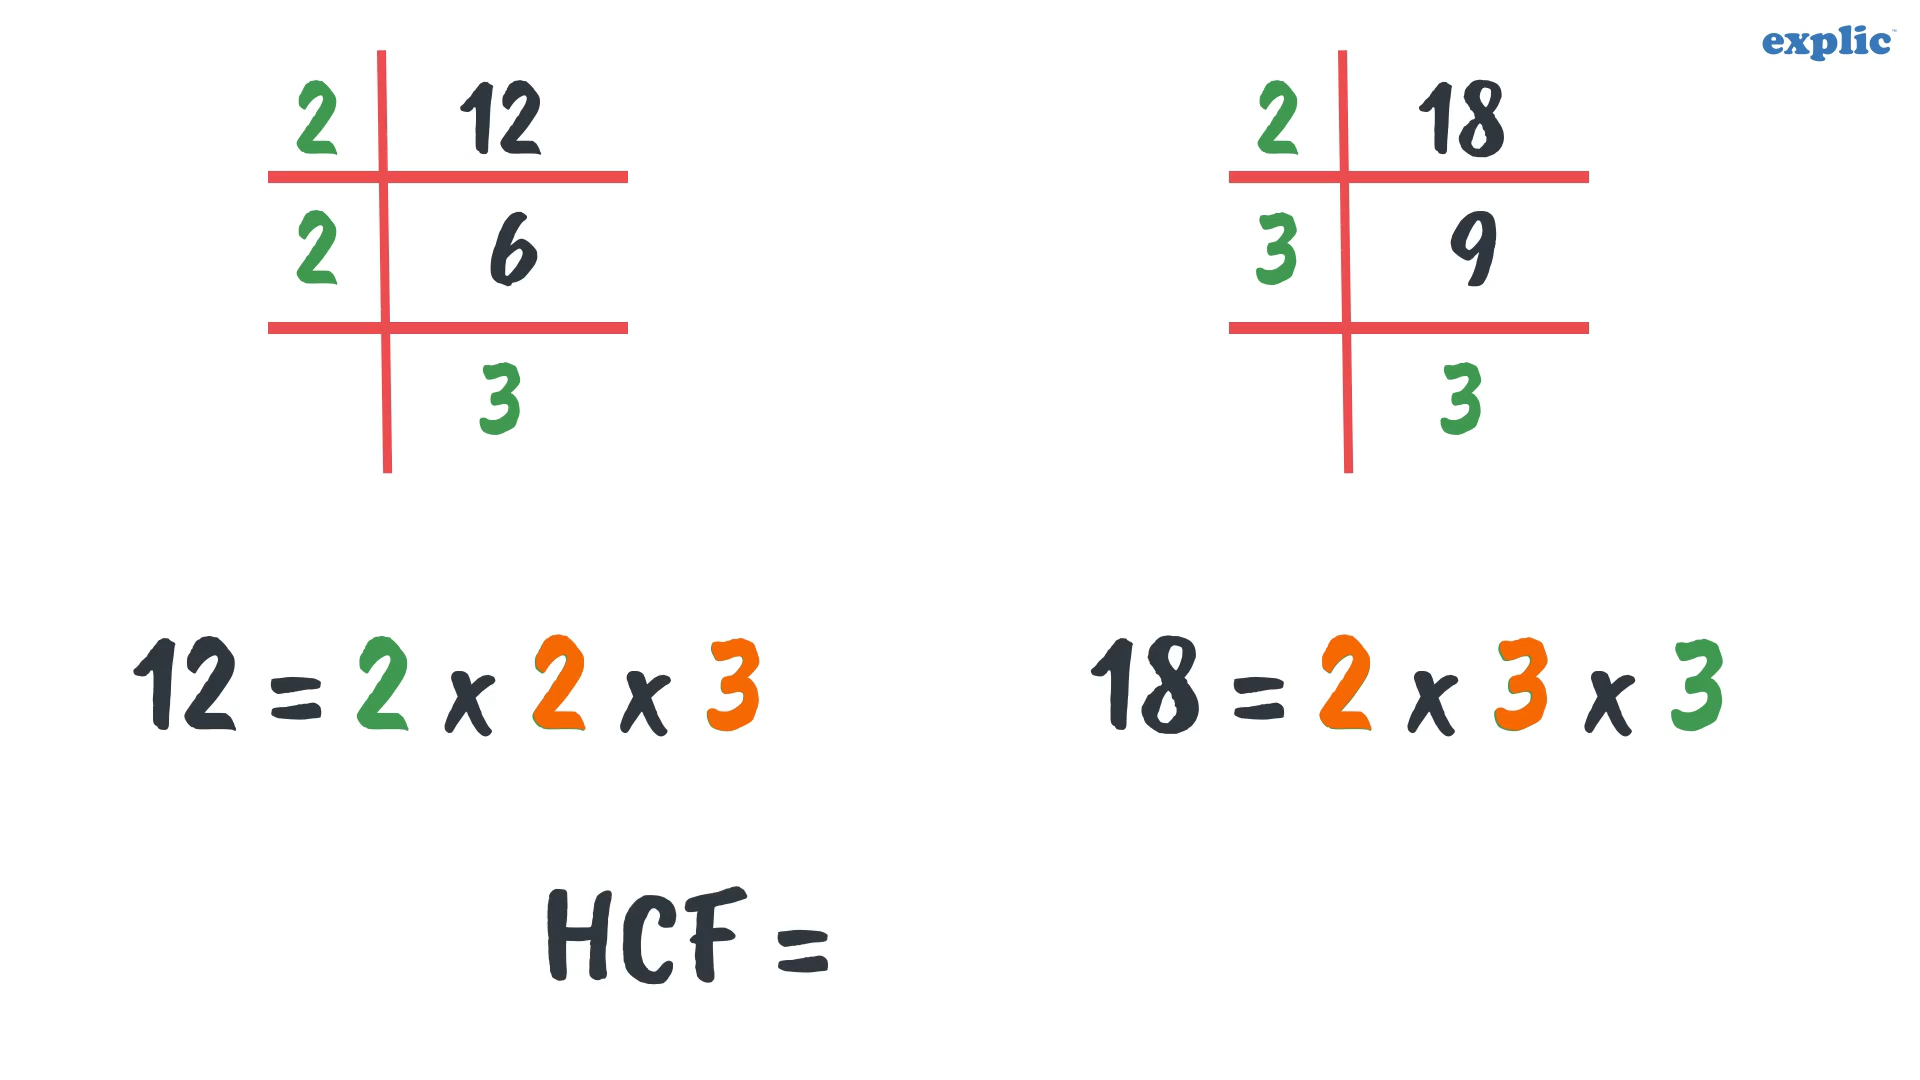 explic™
2 12
2 18
2 6
3 9
3
3
12 = 2 x 2 x 3
18 = 2 x 3 x 3
HCF =